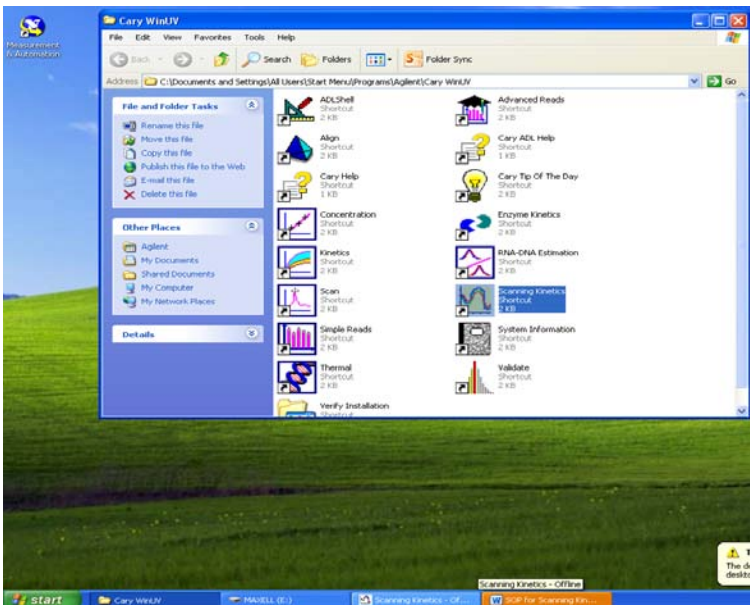 Measurement
& Automation
Cary WinUV
File Edit View Favorites Tools Help
Back Search Folders Folder Sync
Address C:\Documents and Settings\All Users\Start Menu\Programs\Agilent\Cary WinUV Go
File and Folder Tasks
Rename this file
Move this file
Copy this file
Publish this file to the Web
E-mail this file
Delete this file
Other Places
Agilent
My Documents
Shared Documents
My Computer
My Network Places
Details
ADLShell
Shortcut
2 KB
Advanced Reads
Shortcut
2 KB
Align
Shortcut
2 KB
Cary ADL Help
Shortcut
1 KB
Cary Help
Shortcut
1 KB
Cary Tip Of The Day
Shortcut
2 KB
Concentration
Shortcut
2 KB
Enzyme Kinetics
Shortcut
2 KB
Kinetics
Shortcut
2 KB
RNA-DNA Estimation
Shortcut
2 KB
Scan
Shortcut
2 KB
Scanning Kinetics
Shortcut
2 KB
Simple Reads
Shortcut
2 KB
System Information
Shortcut
2 KB
Thermal
Shortcut
2 KB
Validate
Shortcut
2 KB
Verify Installation
Shortcut
The d
deskt
Scanning Kinetics - Offline
start Cary WinUV MAXELL (E:) Scanning Kinetics - Of... SOP for Scanning Kin...